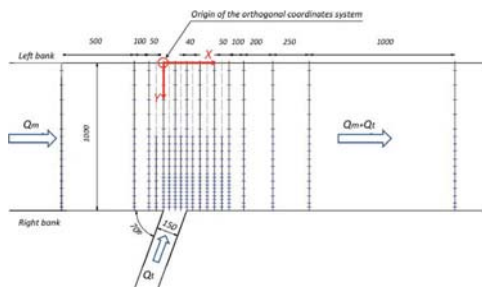 Origin of the orthogonal coordinates system
500 100 50 40 50 100 200 250 1000
Left bank
X
Y
Qm
1000
Qm+Qt
Right bank
70º
150
Qt